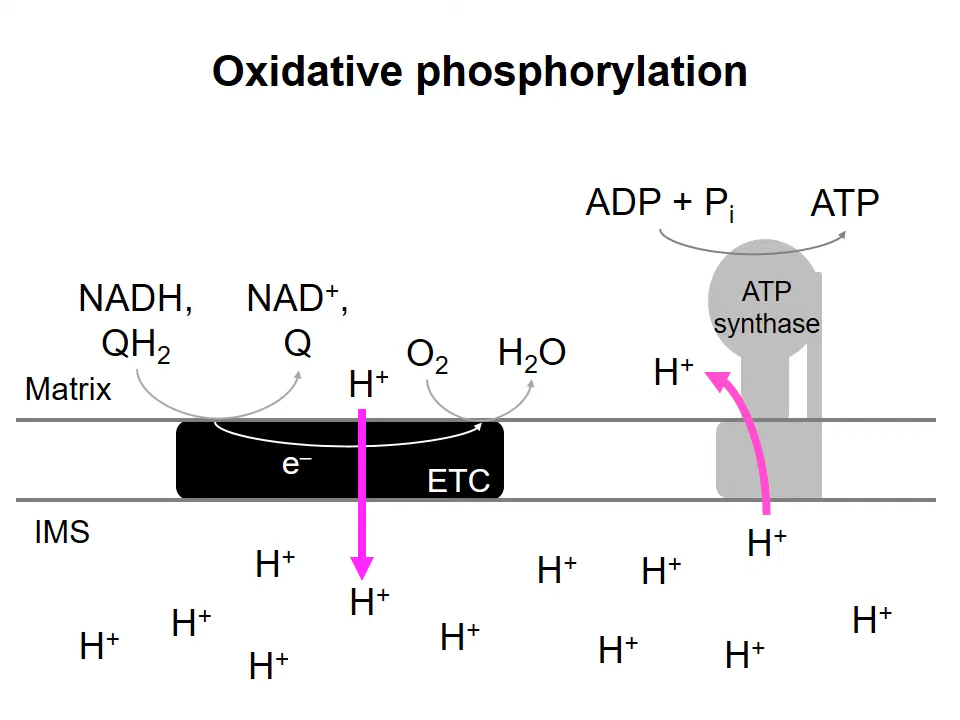 Oxidative phosphorylation
ADP + Pᵢ
ATP
ATP
synthase
NADH,
QH₂
NAD⁺,
Q
O₂
H₂O
H⁺
H⁺
Matrix
e⁻
ETC
IMS
H⁺
H⁺
H⁺
H⁺
H⁺
H⁺
H⁺
H⁺
H⁺
H⁺
H⁺
H⁺